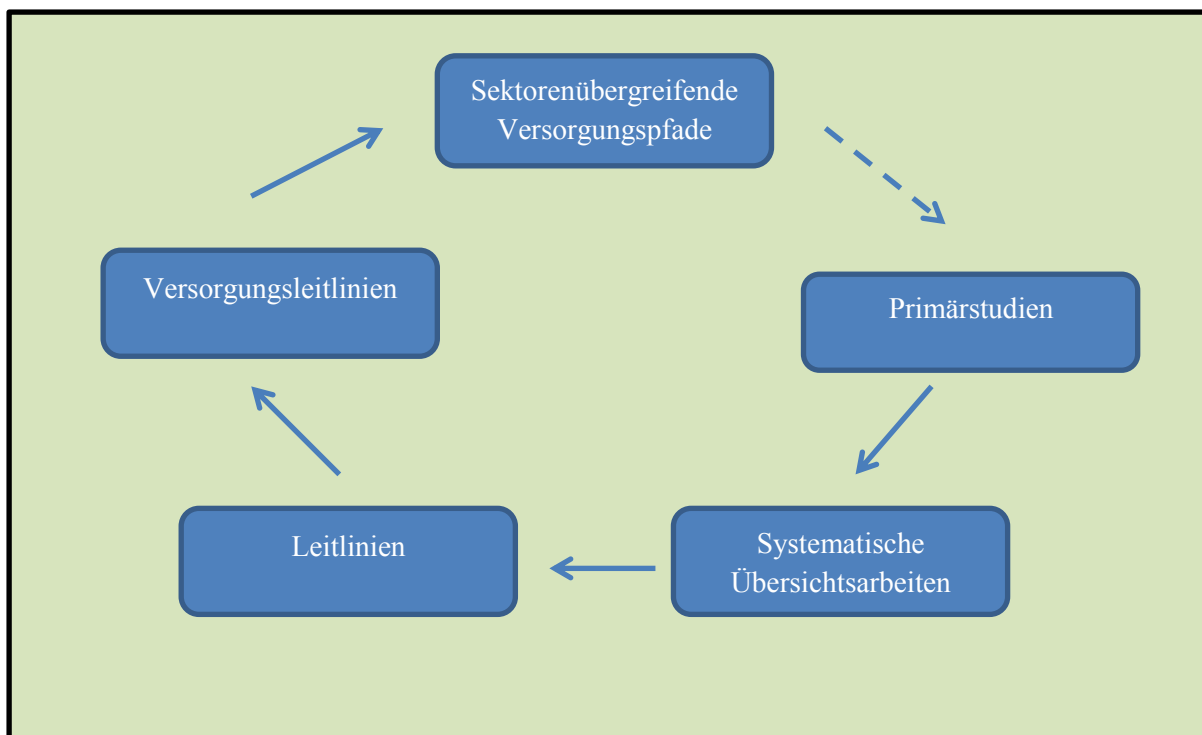 Sektorenübergreifende
Versorgungspfade
Versorgungsleitlinien
Primärstudien
Leitlinien
Systematische
Übersichtsarbeiten